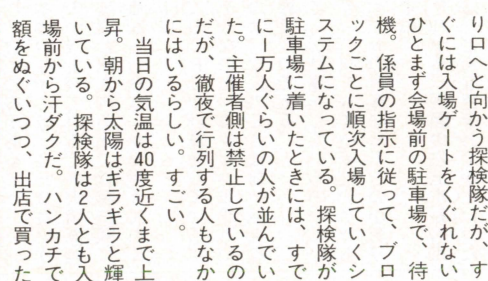 り口へと向かう探検隊だが、す
ぐには入場ゲートをくぐれない
ひとまず会場前の駐車場で、待
機。係員の指示に従って、ブロ
ックごとに順次入場していくシ
ステムになっている。探検隊が
駐車場に着いたときには、すで
に1万人ぐらいの人が並んでい
た。主催者側は禁止しているの
だが、徹夜で行列する人もなか
にはいるらしい。すごい。
当日の気温は40度近くまで上
昇。朝から太陽はギラギラと輝
いている。探検隊は2人とも入
場前から汗ダクだ。ハンカチで
額をぬぐいつつ、出店で買った